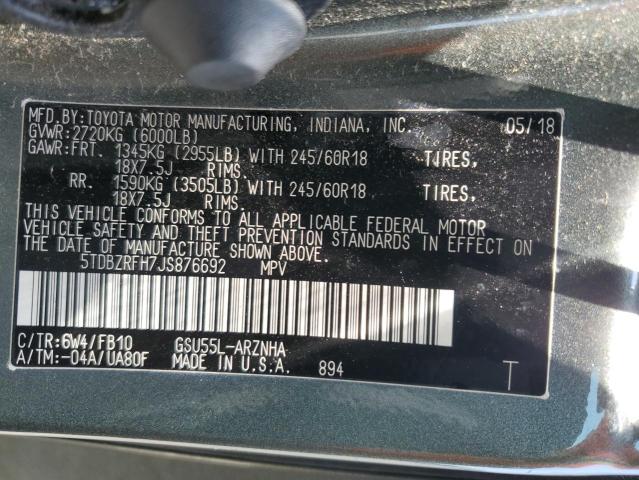 MFD.BY:TOYOTA MOTOR MANUFACTURING, INDIANA, INC. 05/18
GVWR:2720KG (6000LB)
GAWR:FRT. 1345KG (2955LB) WITH 245/60R18 TIRES,
18X7.5J RIMS.
RR. 1590KG (3505LB) WITH 245/60R18 TIRES,
18X7.5J RIMS.
THIS VEHICLE CONFORMS TO ALL APPLICABLE FEDERAL MOTOR
VEHICLE SAFETY AND BUMPER STANDARDS IN EFFECT ON
THE DATE OF MANUFACTURE SHOWN ABOVE.
5TDBZRFH7JS876692 MPV
C/TR:6W4/FB10 GSU55L-ARZNHA
A/TM:-04A/UA80F MADE IN U.S.A. 894 T